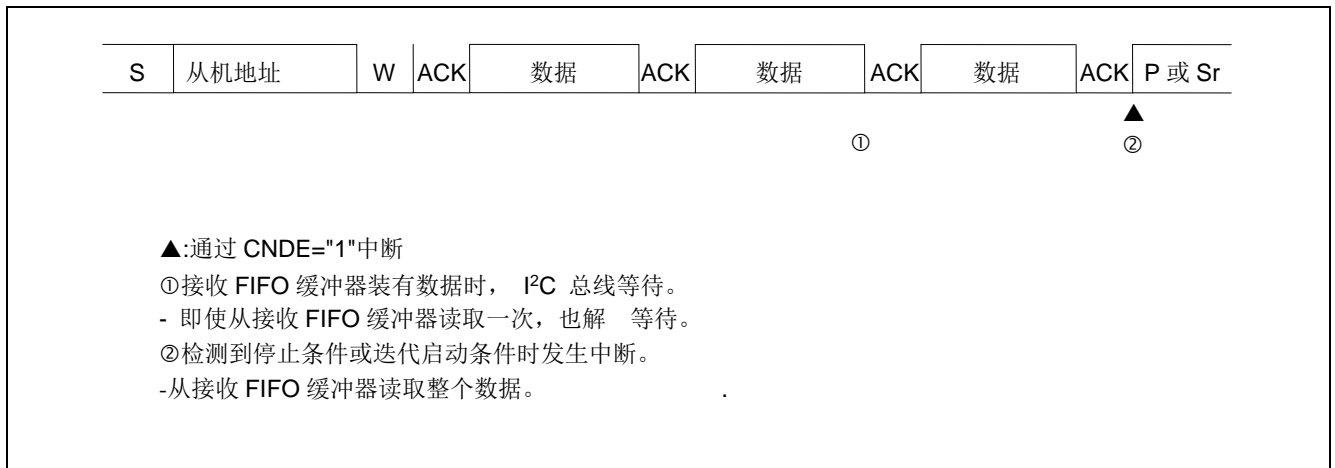 S 从机地址 W ACK 数据 ACK 数据 ACK 数据 ACK P 或 Sr
▲
① ②
▲:通过 CNDE="1"中断
①接收 FIFO 缓冲器装有数据时， I²C 总线等待。
- 即使从接收 FIFO 缓冲器读取一次，也解 等待。
②检测到停止条件或迭代启动条件时发生中断。
-从接收 FIFO 缓冲器读取整个数据。 .